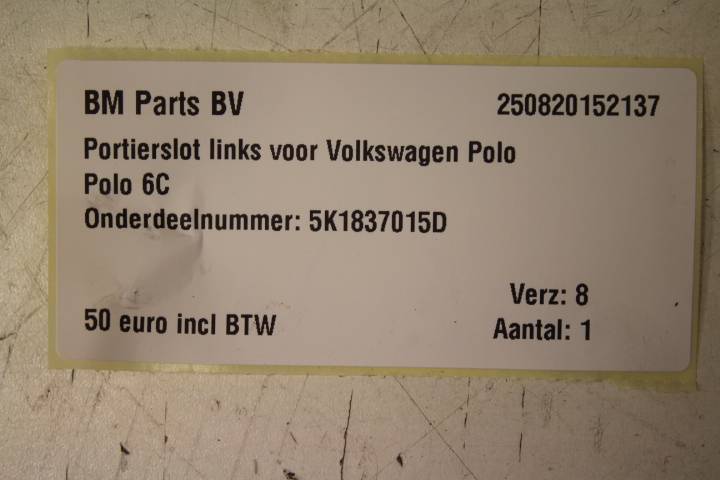 BM Parts BV 250820152137
Portierslot links voor Volkswagen Polo
Polo 6C
Onderdeelnummer: 5K1837015D
Verz: 8
50 euro incl BTW Aantal: 1